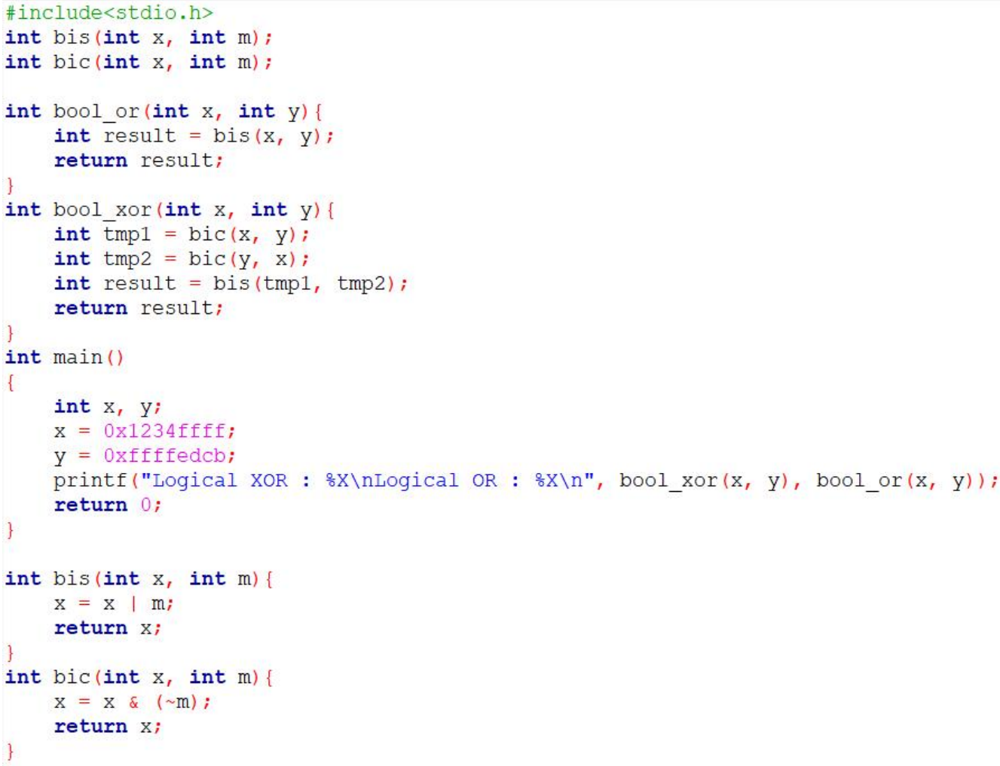 #include<stdio.h>
int bis(int x, int m);
int bic(int x, int m);

int bool_or(int x, int y){
    int result = bis(x, y);
    return result;
}
int bool_xor(int x, int y){
    int tmp1 = bic(x, y);
    int tmp2 = bic(y, x);
    int result = bis(tmp1, tmp2);
    return result;
}
int main()
{
    int x, y;
    x = 0x1234ffff;
    y = 0xffffedcb;
    printf("Logical XOR : %X\nLogical OR : %X\n", bool_xor(x, y), bool_or(x, y));
    return 0;
}

int bis(int x, int m){
    x = x | m;
    return x;
}
int bic(int x, int m){
    x = x & (~m);
    return x;
}